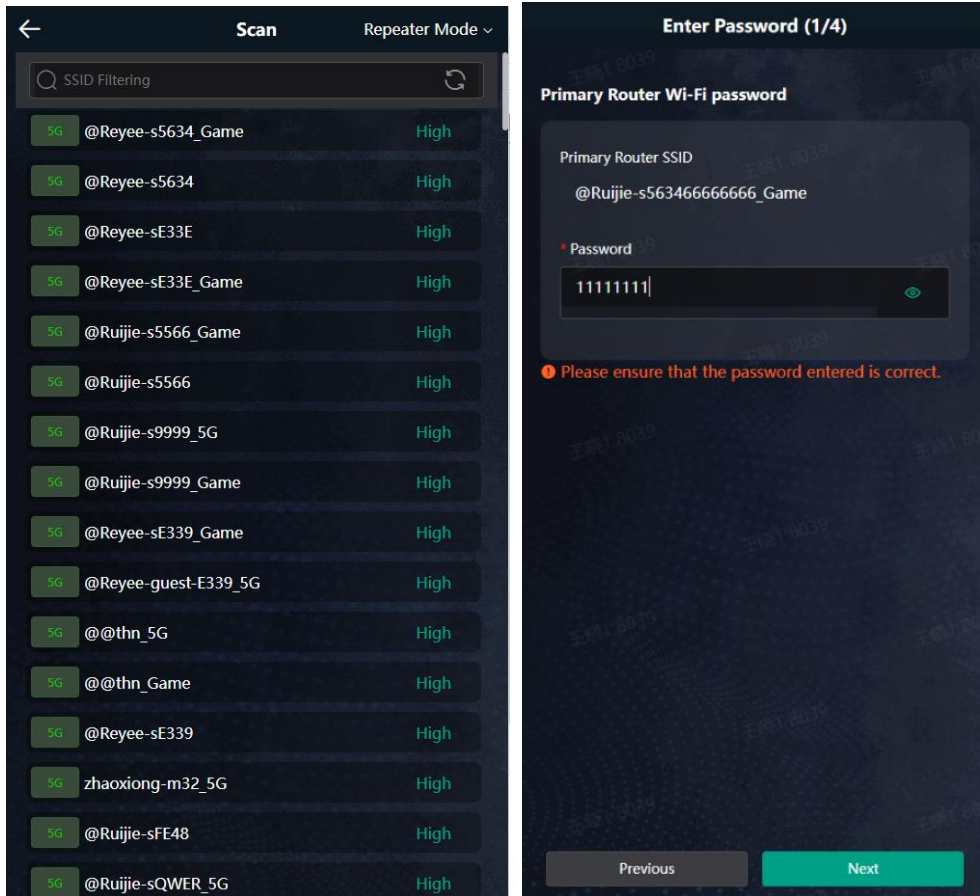 Scan
Repeater Mode
SSID Filtering
5G @Reyee-s5634_Game High
5G @Reyee-s5634 High
5G @Reyee-sE33E High
5G @Reyee-sE33E_Game High
5G @Ruijie-s5566_Game High
5G @Ruijie-s5566 High
5G @Ruijie-s9999_5G High
5G @Ruijie-s9999_Game High
5G @Reyee-sE339_Game High
5G @Reyee-guest-E339_5G High
5G @@thn_5G High
5G @@thn_Game High
5G @Reyee-sE339 High
5G zhaoxiong-m32_5G High
5G @Ruijie-sFE48 High
5G @Ruijie-sQWER_5G High
Enter Password (1/4)
Primary Router Wi-Fi password
Primary Router SSID
@Ruijie-s563466666666_Game
* Password
11111111
Please ensure that the password entered is correct.
Previous
Next